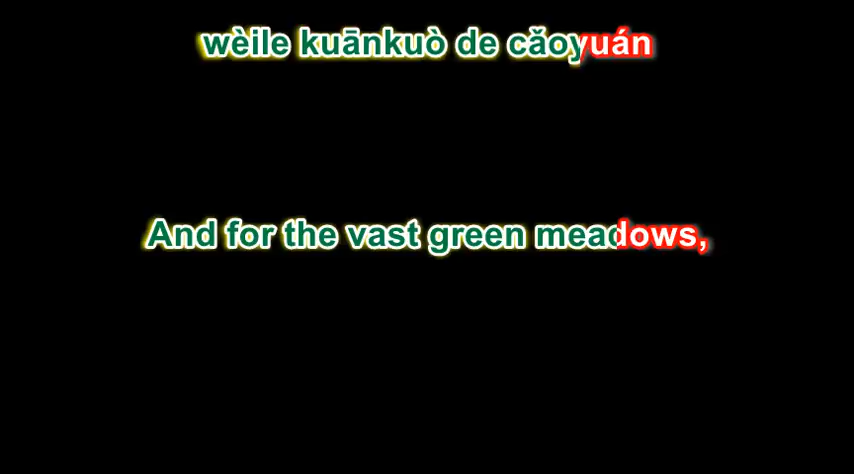 wèile kuānkuò de cǎoyuán
And for the vast green meadows,